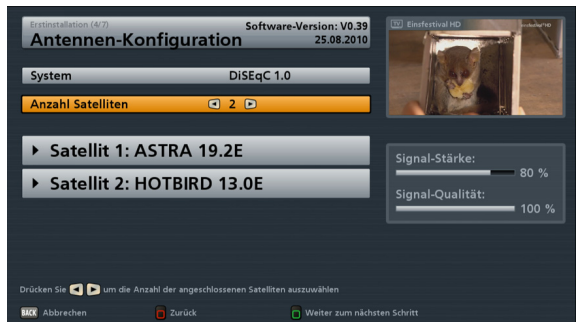 Erstinstallation (4/7)
Software-Version: V0.39
Antennen-Konfiguration
25.08.2010
TV Einsfestival HD
System DiSEqC 1.0
Anzahl Satelliten 2
Satellit 1: ASTRA 19.2E
Satellit 2: HOTBIRD 13.0E
Signal-Stärke:
80 %
Signal-Qualität:
100 %
Drücken Sie um die Anzahl der angeschlossenen Satelliten auszuwählen
BACK Abbrechen Zurück Weiter zum nächsten Schritt